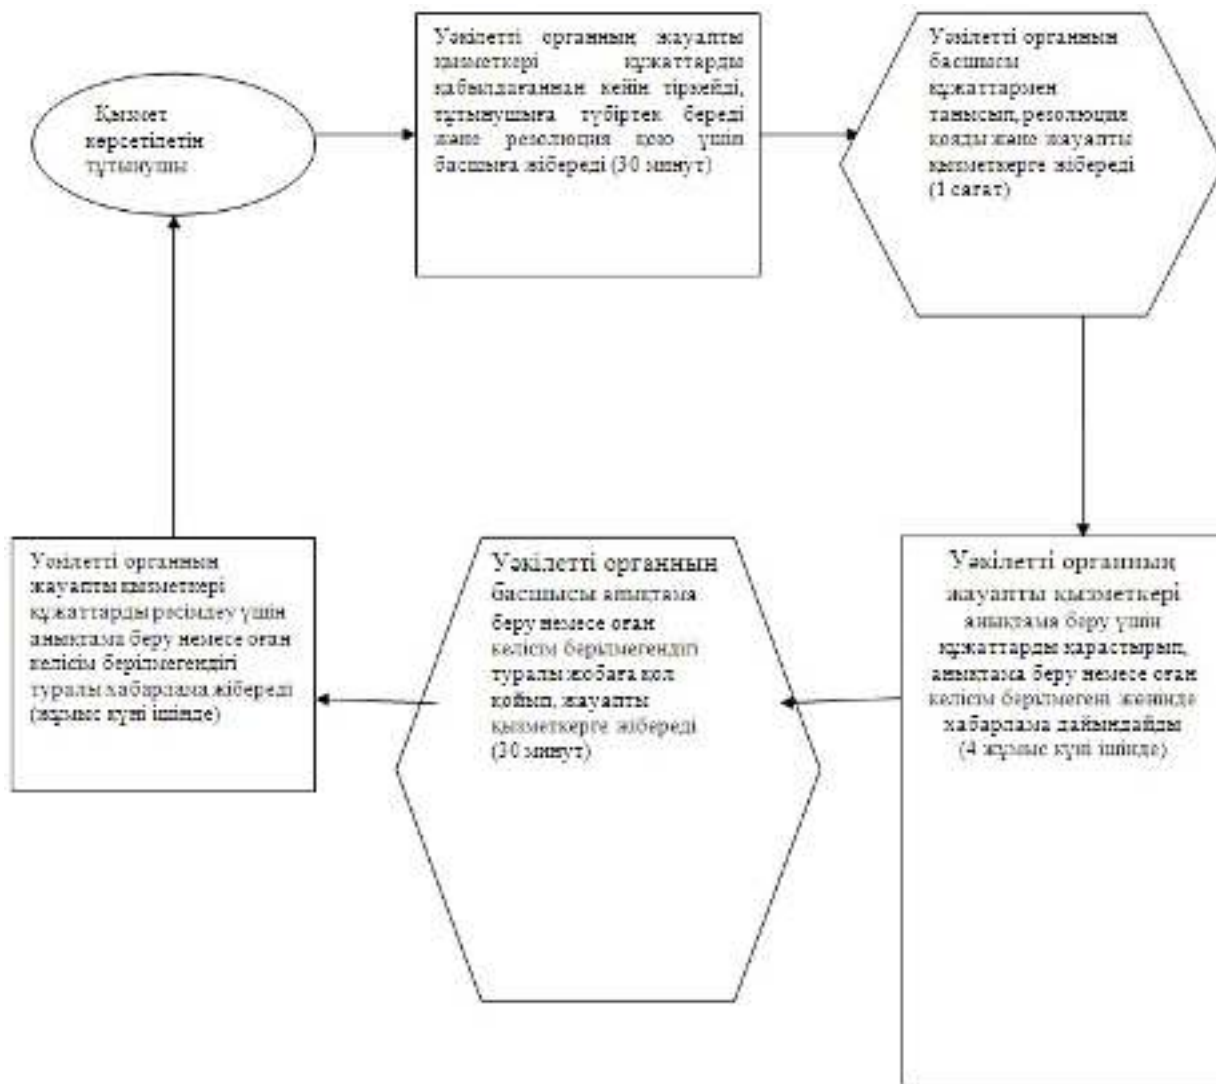 Қызмет
көрсетілетін
тұтынушы
Уәкілетті органның жауапты
қызметкері құжаттарды
қабылдағаннан кейін тіркейді,
тұтынушыға түбіртек береді
және резолюция қою үшін
басшыға жібереді (30 минут)
Уәкілетті органның
басшысы
құжаттармен
танысып, резолюция
қояды және жауапты
қызметкерге жібереді
(1 сағат)
Уәкілетті органның
жауапты қызметкері
анықтама беру үшін
құжаттарды қарастырып,
анықтама беру немесе оған
келісім берілмегені жөнінде
хабарлама дайындайды
(4 жұмыс күні ішінде)
Уәкілетті органның
басшысы анықтама
беру немесе оған
келісім берілмегендігі
туралы жобаға қол
қойып, жауапты
қызметкерге жібереді
(30 минут)
Уәкілетті органның
жауапты қызметкері
құжаттарды рәсімдеу үшін
анықтама беру немесе оған
келісім берілмегендігі
туралы хабарлама жібереді
(жұмыс күні ішінде)